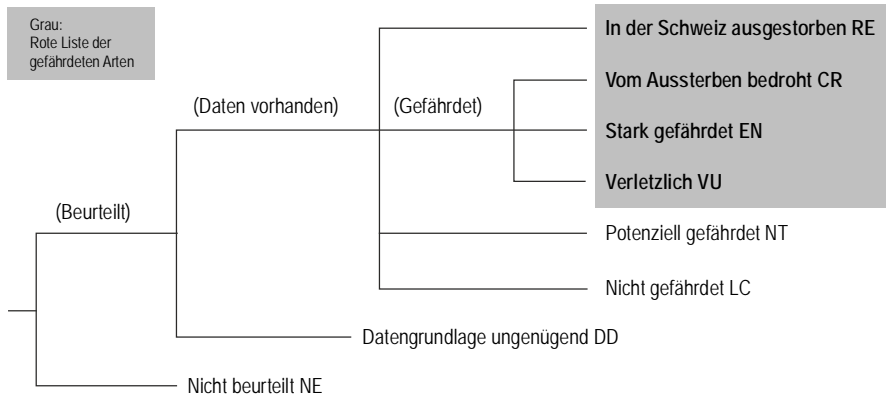 Grau:
Rote Liste der
gefährdeten Arten
In der Schweiz ausgestorben RE
Vom Aussterben bedroht CR
(Daten vorhanden)
(Gefährdet)
Stark gefährdet EN
Verletzlich VU
(Beurteilt)
Potenziell gefährdet NT
Nicht gefährdet LC
Datengrundlage ungenügend DD
Nicht beurteilt NE